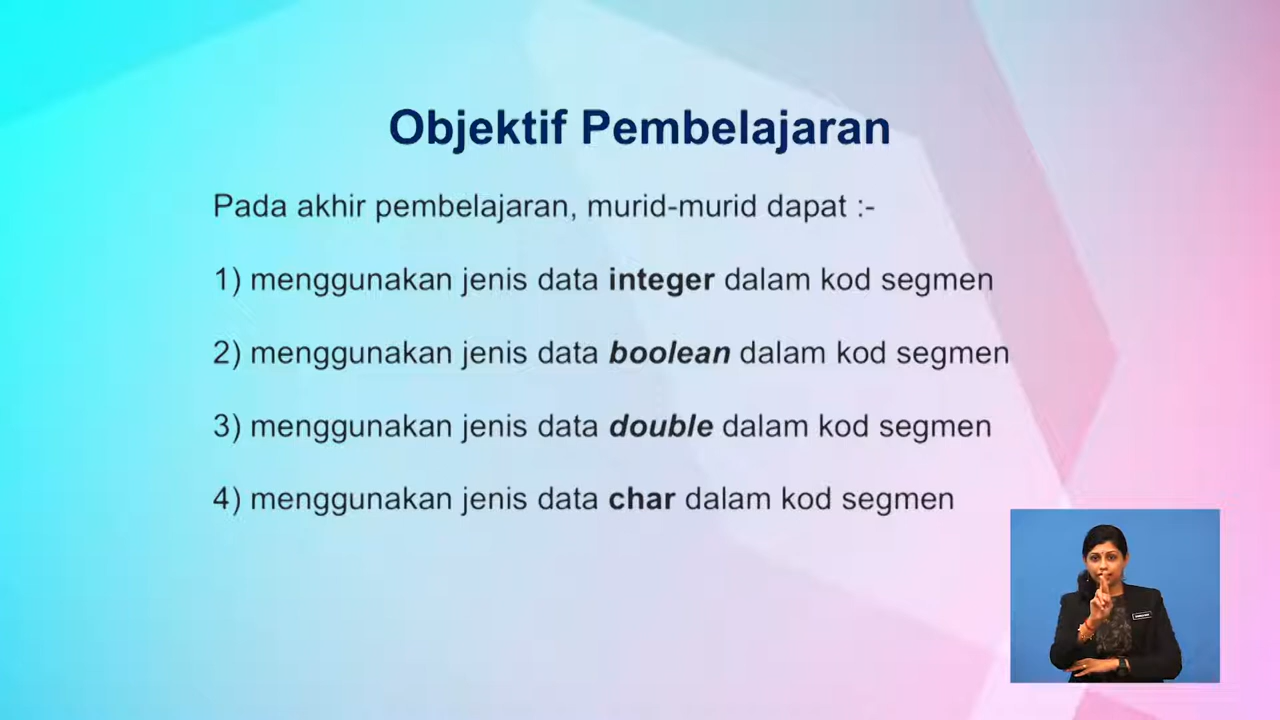 Objektif Pembelajaran
Pada akhir pembelajaran, murid-murid dapat :-
1) menggunakan jenis data integer dalam kod segmen
2) menggunakan jenis data boolean dalam kod segmen
3) menggunakan jenis data double dalam kod segmen
4) menggunakan jenis data char dalam kod segmen